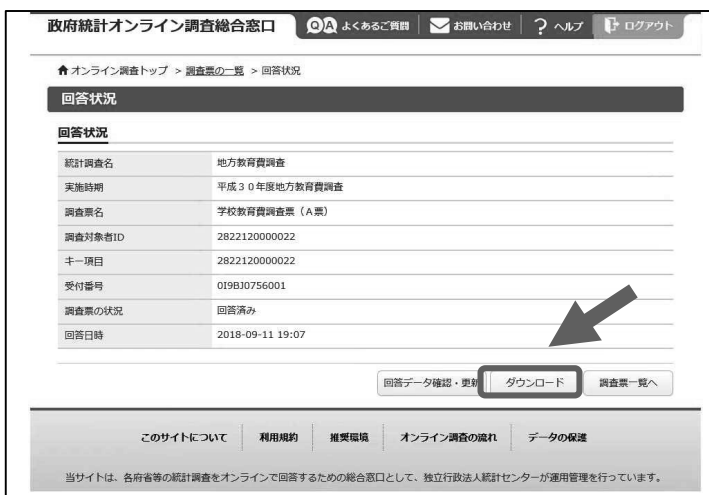 政府統計オンライン調査総合窓口 QA よくあるご質問 お問い合わせ ? ヘルプ ログアウト
オンライン調査トップ > 調査票の一覧 > 回答状況
回答状況
回答状況
統計調査名 地方教育費調査
実施時期 平成30年度地方教育費調査
調査票名 学校教育費調査票(A票)
調査対象者ID 2822120000022
キー項目 2822120000022
受付番号 0I9BJ0756001
調査票の状況 回答済み
回答日時 2018-09-11 19:07
回答データ確認・更新 ダウンロード 調査票一覧へ
このサイトについて 利用規約 推奨環境 オンライン調査の流れ データの保護
当サイトは、各府省等の統計調査をオンラインで回答するための総合窓口として、独立行政法人統計センターが運用管理を行っています。